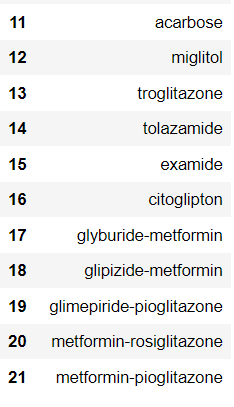 11 acarbose
12 miglitol
13 troglitazone
14 tolazamide
15 examide
16 citoglipton
17 glyburide-metformin
18 glipizide-metformin
19 glimepiride-pioglitazone
20 metformin-rosiglitazone
21 metformin-pioglitazone